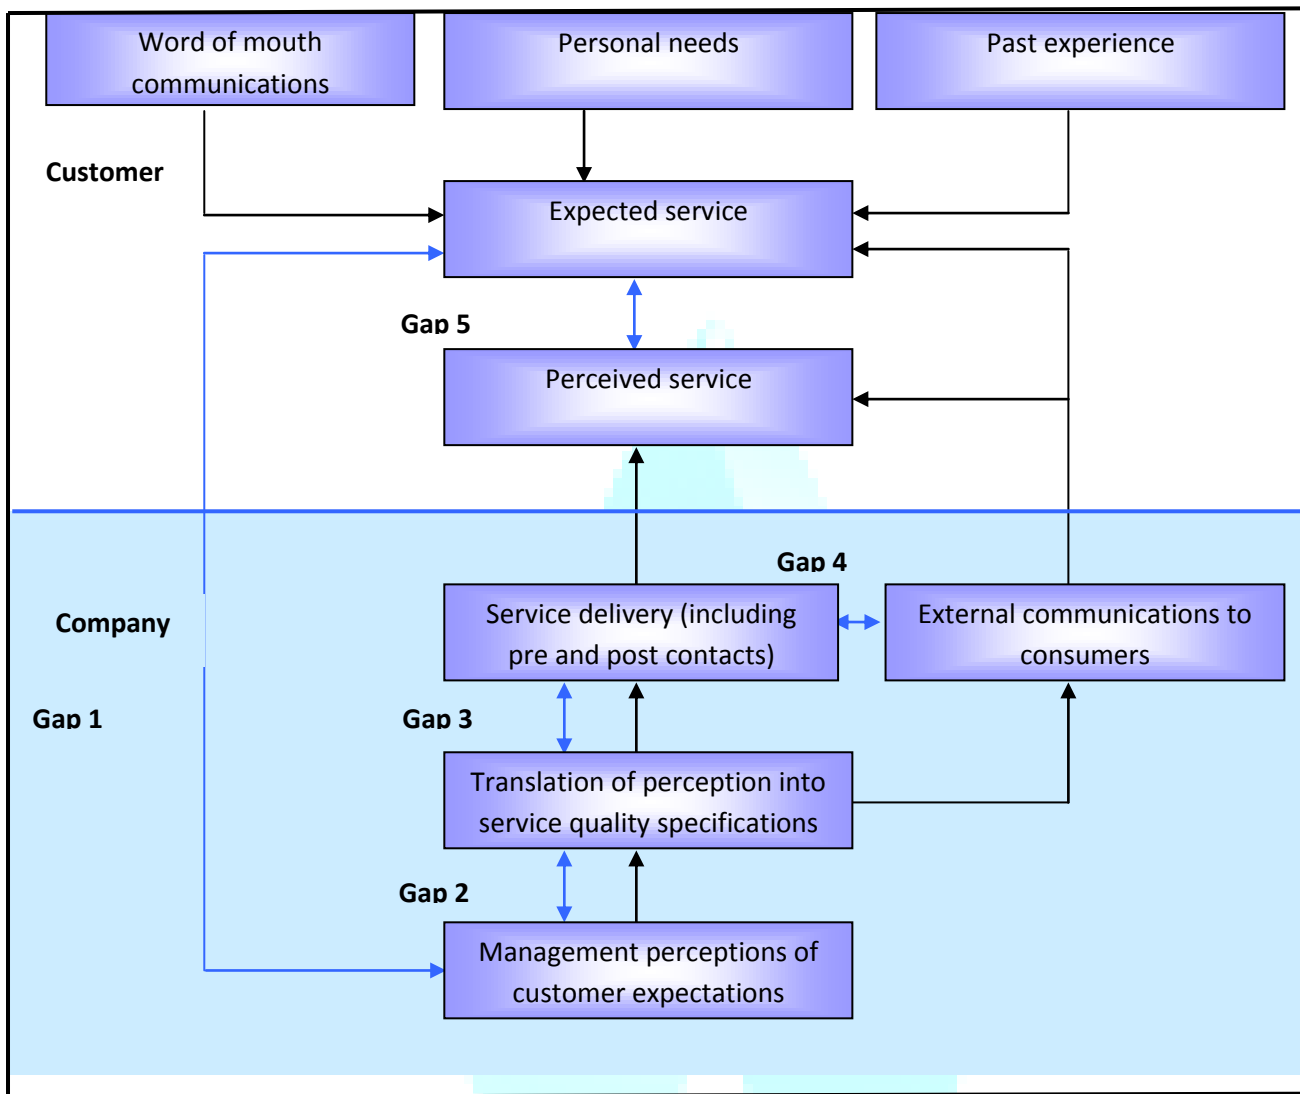 Word of mouth
communications
Personal needs
Past experience
Customer
Expected service
Gap 5
Perceived service
Gap 4
Company
Service delivery (including
pre and post contacts)
External communications to
consumers
Gap 1
Gap 3
Translation of perception into
service quality specifications
Gap 2
Management perceptions of
customer expectations